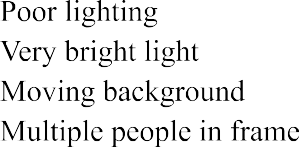 Poor lighting
Very bright light
Moving background
Multiple people in frame